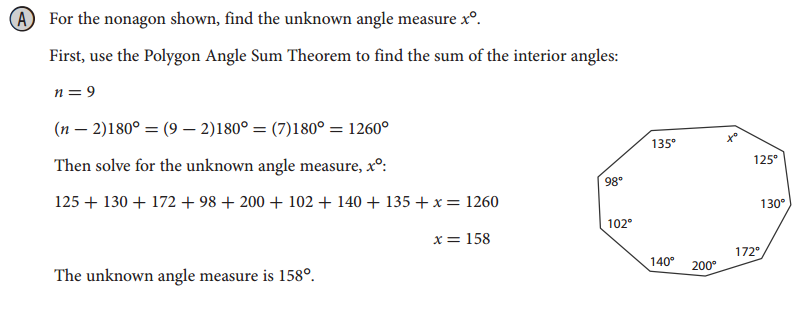 A For the nonagon shown, find the unknown angle measure x°.
First, use the Polygon Angle Sum Theorem to find the sum of the interior angles:
n = 9
(n − 2)180° = (9 − 2)180° = (7)180° = 1260°
Then solve for the unknown angle measure, x°:
125 + 130 + 172 + 98 + 200 + 102 + 140 + 135 + x = 1260
x = 158
The unknown angle measure is 158°.
135°
x°
125°
98°
130°
102°
172°
140°
200°